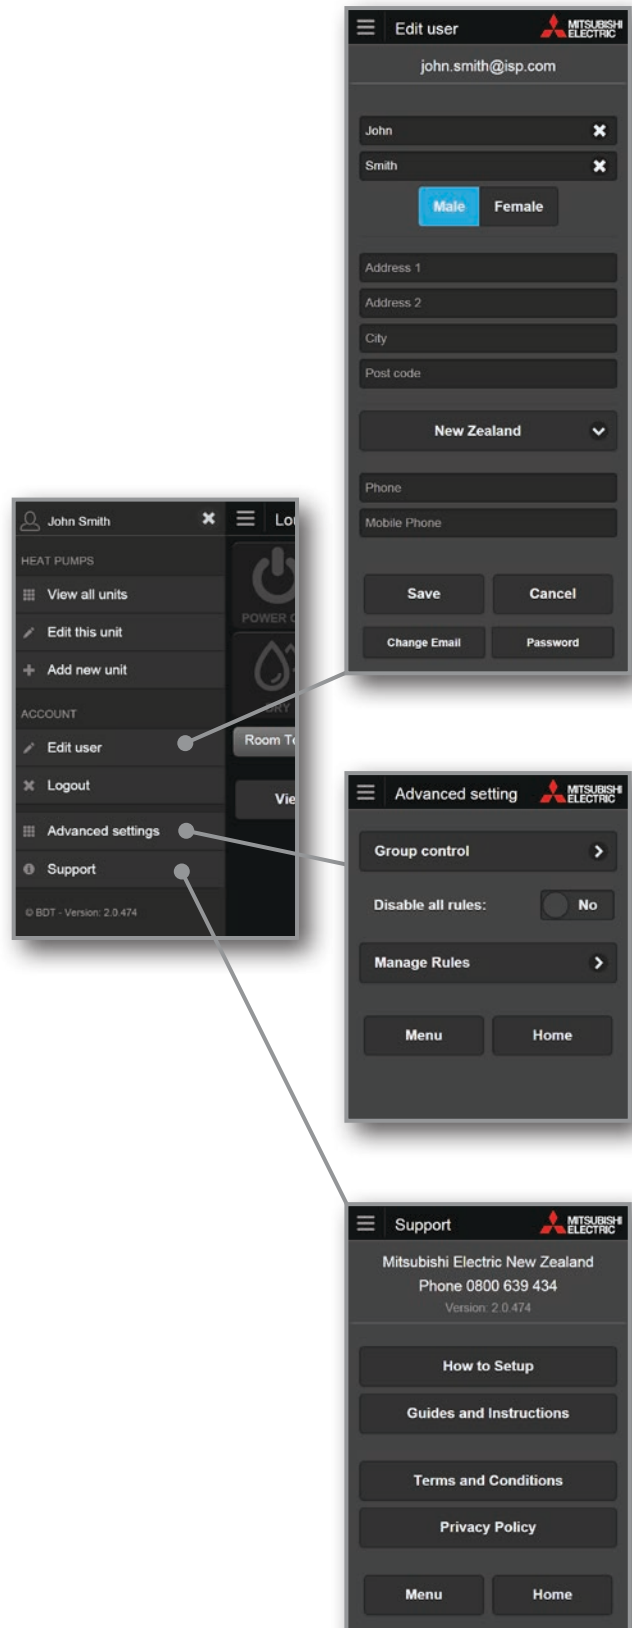 Edit user
MITSUBISHI
ELECTRIC
john.smith@isp.com
John
Smith
Male Female
Address 1
Address 2
City
Post code
New Zealand
Phone
Mobile Phone
Save Cancel
Change Email Password
John Smith
HEAT PUMPS
View all units
Edit this unit
Add new unit
ACCOUNT
Edit user
Logout
Advanced settings
Support
© BDT - Version: 2.0.474
POWER
DRY
Room
Advanced setting
MITSUBISHI
ELECTRIC
Group control
Disable all rules: No
Manage Rules
Menu Home
Support
MITSUBISHI
ELECTRIC
Mitsubishi Electric New Zealand
Phone 0800 639 434
Version: 2.0.474
How to Setup
Guides and Instructions
Terms and Conditions
Privacy Policy
Menu Home